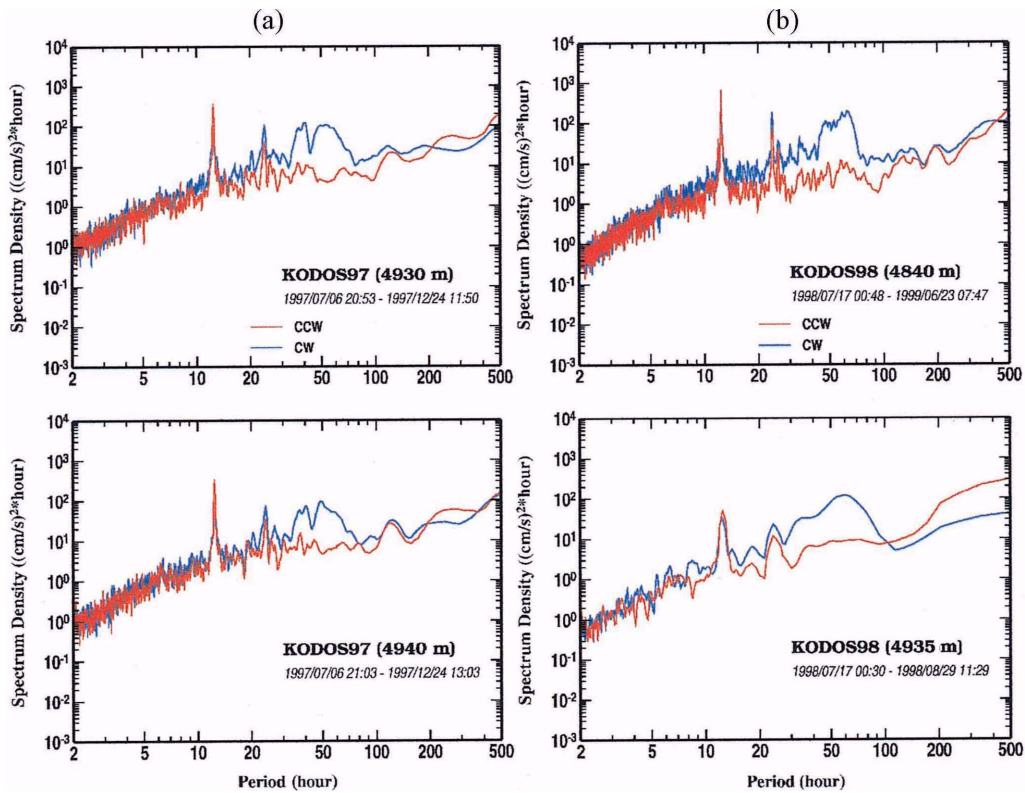 (a)
(b)
Spectrum Density ((cm/s)²*hour)
10⁴
10³
10²
10¹
10⁰
10⁻¹
10⁻²
10⁻³
KODOS97 (4930 m)
1997/07/06 20:53 - 1997/12/24 11:50
CCW
CW
2 5 10 20 50 100 200 500
Spectrum Density ((cm/s)²*hour)
10⁴
10³
10²
10¹
10⁰
10⁻¹
10⁻²
10⁻³
KODOS98 (4840 m)
1998/07/17 00:48 - 1999/06/23 07:47
CCW
CW
2 5 10 20 50 100 200 500
Spectrum Density ((cm/s)²*hour)
10⁴
10³
10²
10¹
10⁰
10⁻¹
10⁻²
10⁻³
KODOS97 (4940 m)
1997/07/06 21:03 - 1997/12/24 13:03
2 5 10 20 50 100 200 500
Period (hour)
Spectrum Density ((cm/s)²*hour)
10⁴
10³
10²
10¹
10⁰
10⁻¹
10⁻²
10⁻³
KODOS98 (4935 m)
1998/07/17 00:30 - 1998/08/29 11:29
2 5 10 20 50 100 200 500
Period (hour)